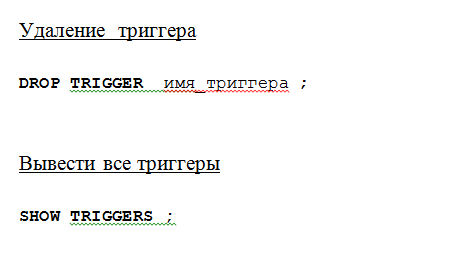 Удаление триггера
DROP TRIGGER имя_триггера ;
Вывести все триггеры
SHOW TRIGGERS ;